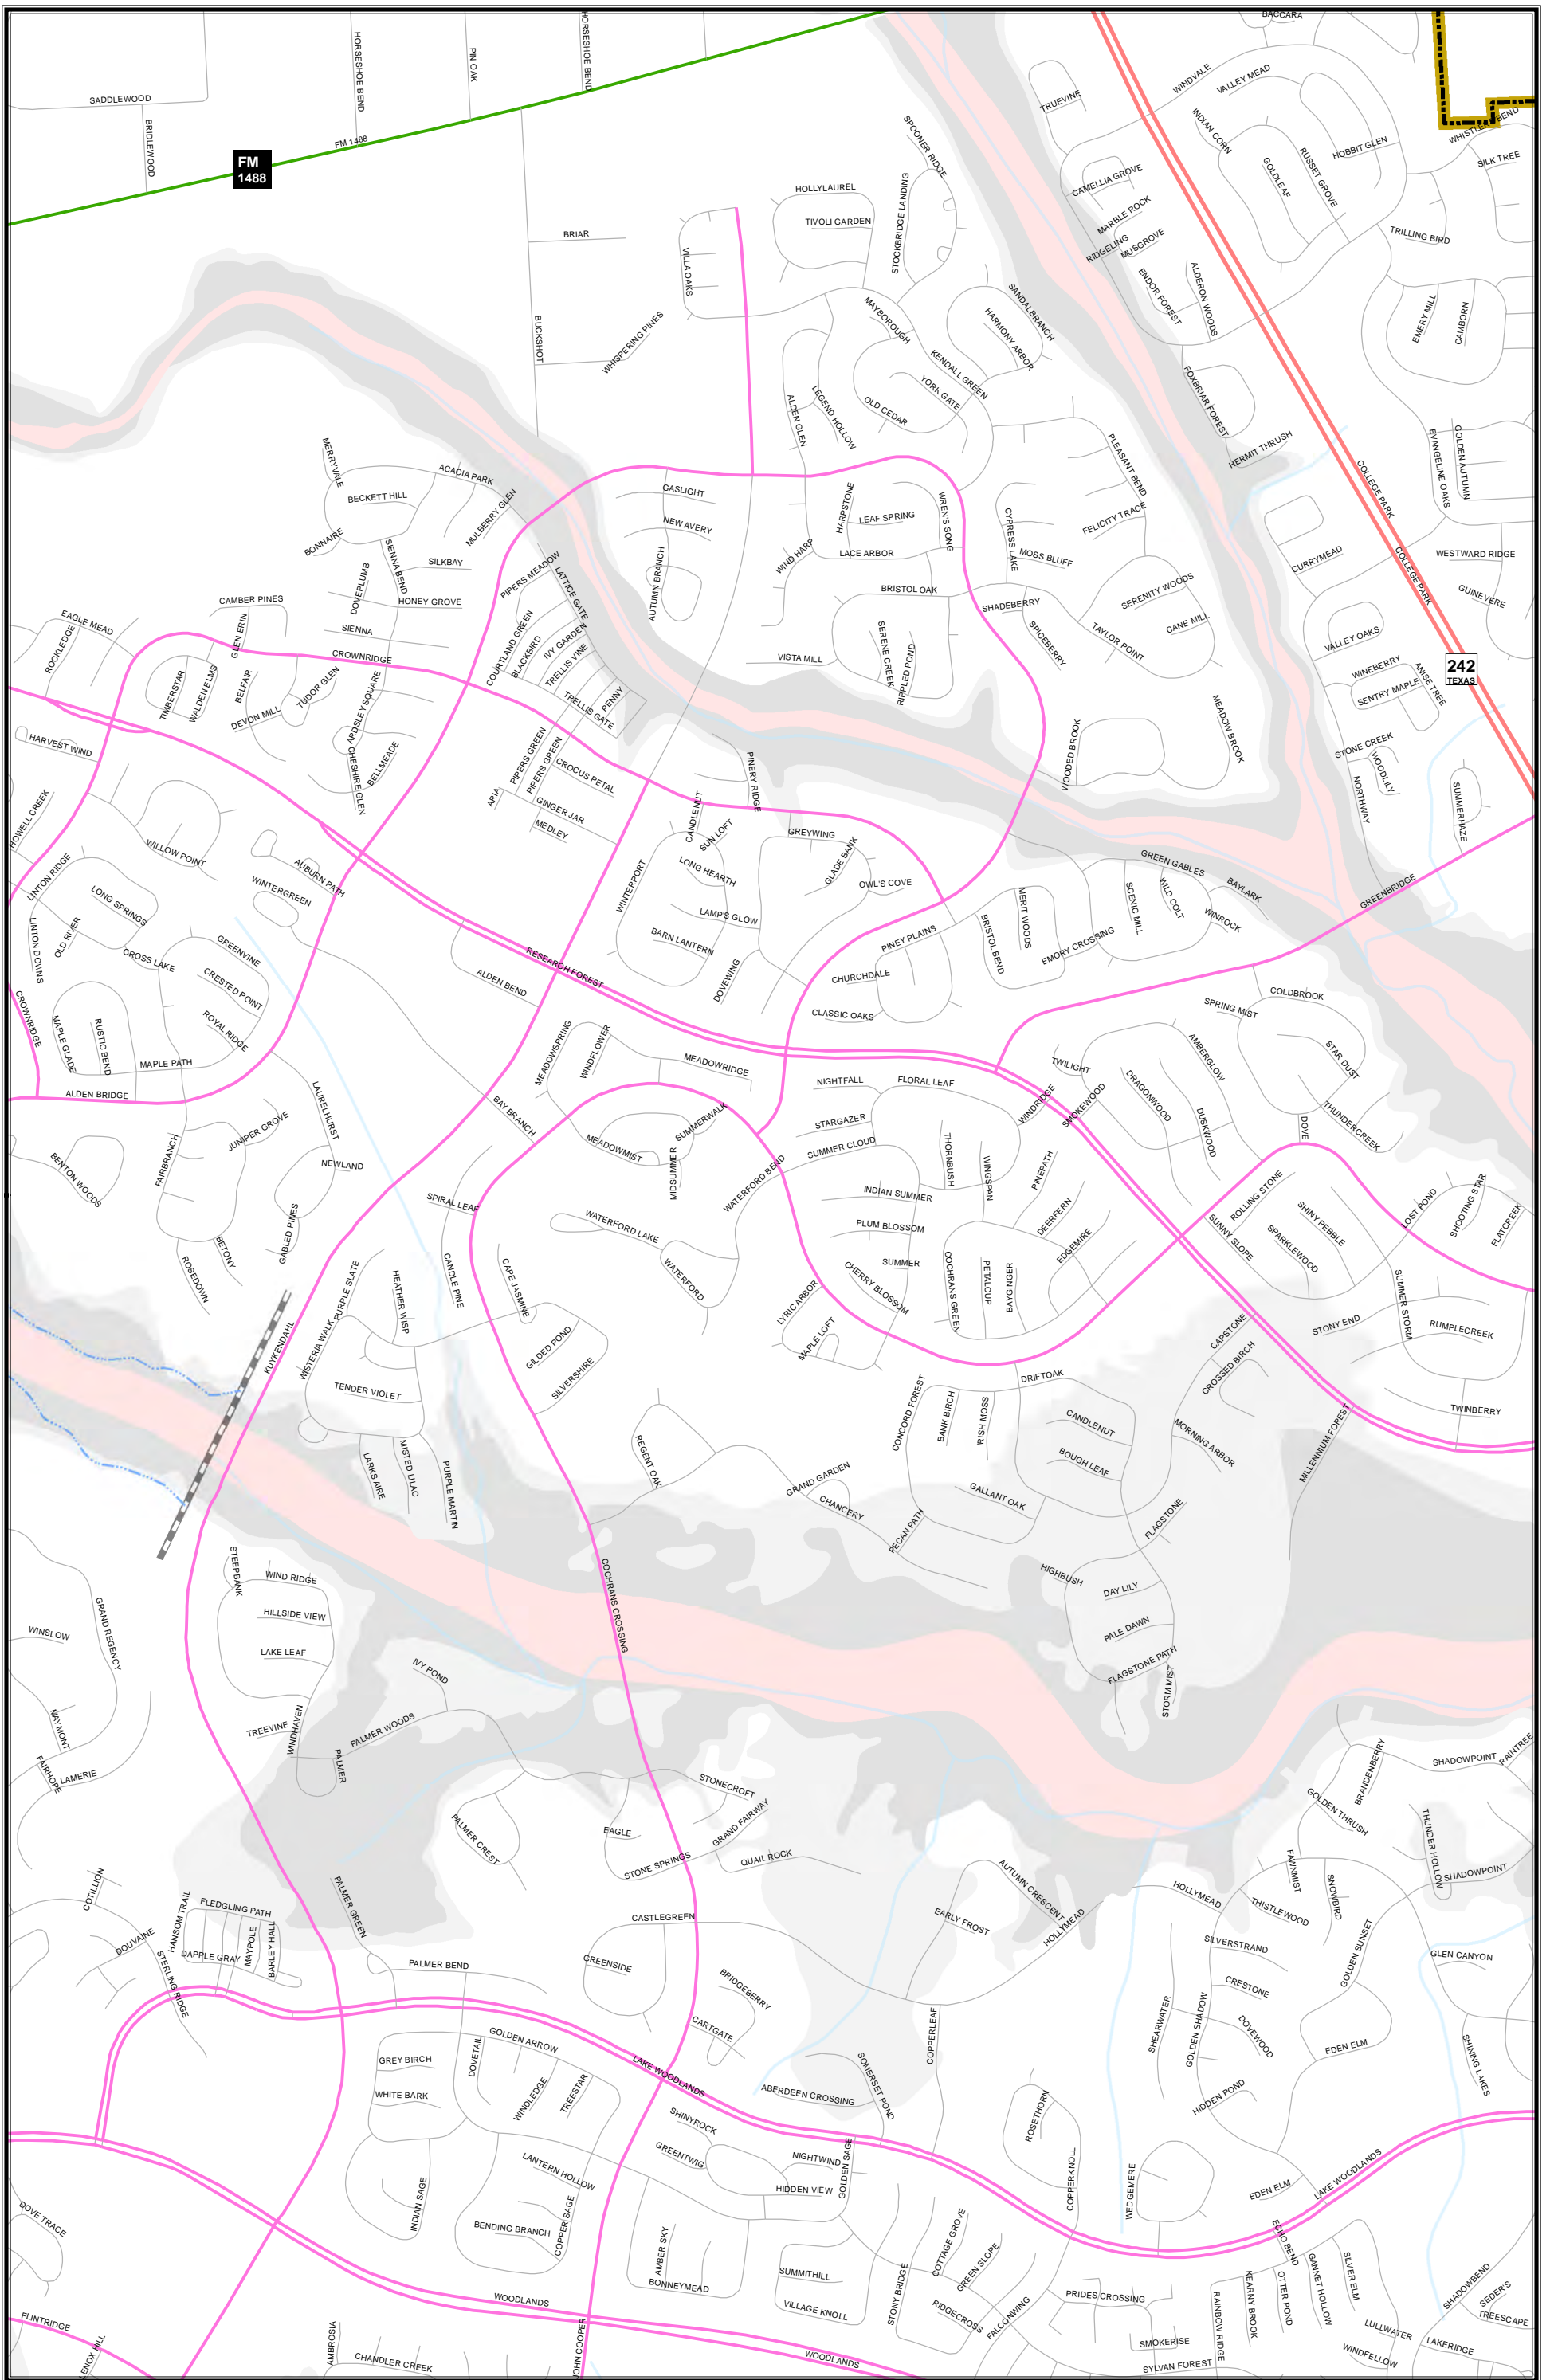 BACCARA
HORSESHOE BEND
HORSESHOE BEND
PIN OAK
SADDLEWOOD
BRIDLEWOOD
FM 1488
FM
1488
TRUEVINE
WINDVALE
VALLEY MEAD
INDIAN CORN
HOBBIT GLEN
RUSSET GROVE
GOLDLEAF
WHISTLER'S BEND
SILK TREE
SPOONER RIDGE
HOLLYLAUREL
TIVOLI GARDEN
STOCKBRIDGE LANDING
CAMELLIA GROVE
MARBLE ROCK
RIDGELING
MUSGROVE
TRILLING BIRD
BRIAR
VILLA OAKS
ENDOR FOREST
ALDERON WOODS
EMERY MILL
CAMBORN
BUCKSHOT
WHISPERING PINES
MAYBOROUGH
SANDALBRANCH
HARMONY ARBOR
KENDALL GREEN
YORK GATE
OLD CEDAR
ALDEN GLEN
LEGEND HOLLOW
FOXBRIAR FOREST
HERMIT THRUSH
PLEASANT BEND
COLLEGE PARK
EVANGELINE OAKS
GOLDEN AUTUMN
MERRYVALE
ACACIA PARK
BECKETT HILL
MULBERRY GLEN
BONNAIRE
SIENNA BEND
SILKBAY
DOVEPLUMB
HONEY GROVE
SIENNA
GASLIGHT
NEW AVERY
AUTUMN BRANCH
HARPSTONE
LEAF SPRING
WREN'S SONG
WIND HARP
LACE ARBOR
CYPRESS LAKE
MOSS BLUFF
FELICITY TRACE
BRISTOL OAK
SHADEBERRY
SERENITY WOODS
CANE MILL
SPICEBERRY
TAYLOR POINT
CURRYMEAD
COLLEGE PARK
WESTWARD RIDGE
GUINEVERE
VALLEY OAKS
WINEBERRY
SENTRY MAPLE
ANISE TREE
242
TEXAS
EAGLE MEAD
ROCKLEDGE
CAMBER PINES
GLEN ERIN
CROWNRIDGE
TIMBERSTAR
WALDEN ELMS
BELFAIR
TUDOR GLEN
DEVON MILL
ARDSLEY SQUARE
BELLMEADE
CHESHIRE GLEN
PIPERS MEADOW
LATTICE GATE
COURTLAND GREEN
BLACKBIRD
IVY GARDEN
TRELLIS VINE
PENNY
TRELLIS GATE
PIPERS GREEN
PIPERS GREEN
CROCUS PETAL
ARIA
GINGER JAR
MEDLEY
VISTA MILL
SERENE CREEK
RIPPLED POND
WOODED BROOK
MEADOW BROOK
STONE CREEK
WOODLILY
NORTHWAY
SUMMERHAZE
HARVEST WIND
HOWELL CREEK
WILLOW POINT
LINTON RIDGE
LONG SPRINGS
LINTON DOWNS
OLD RIVER
AUBURN PATH
WINTERGREEN
PINERY RIDGE
CANDLENUT
SUN LOFT
GREYWING
GLADE BANK
OWL'S COVE
WINTERPORT
LONG HEARTH
LAMP'S GLOW
BARN LANTERN
DOVEWING
GREEN GABLES
BAYLARK
SCENIC MILL
WILD COLT
WINROCK
GREENBRIDGE
MERIT WOODS
BRISTOL BEND
EMORY CROSSING
PINEY PLAINS
CHURCHDALE
CLASSIC OAKS
CROSS LAKE
GREENVINE
CRESTED POINT
ROYAL RIDGE
CROWNRIDGE
MAPLE GLADE
RUSTIC BEND
MAPLE PATH
ALDEN BRIDGE
ALDEN BEND
RESEARCH FOREST
COLDBROOK
SPRING MIST
STAR DUST
AMBERGLOW
TWILIGHT
DRAGONWOOD
DUSKWOOD
THUNDERCREEK
DOVE
MEADOWSPRING
WINDFLOWER
MEADOWRIDGE
NIGHTFALL
FLORAL LEAF
WINDRIDGE
SMOKEWOOD
STARGAZER
SUMMER CLOUD
THORNBUSH
WINGSPAN
PINEPATH
LAURELHURST
JUNIPER GROVE
BAY BRANCH
MEADOWMIST
SUMMERWALK
MIDSUMMER
WATERFORD BEND
BENTON WOODS
FAIRBRANCH
NEWLAND
GABLED PINES
BETONY
ROSEDOWN
SPIRAL LEAF
INDIAN SUMMER
PLUM BLOSSOM
SUMMER
CHERRY BLOSSOM
DEERFERN
EDGEMIRE
COCHRANS GREEN
PETALCUP
BAYGINGER
ROLLING STONE
SUNNY SLOPE
SHINY PEBBLE
SPARKLEWOOD
LOST POND
SHOOTING STAR
FLATCREEK
WATERFORD LAKE
WATERFORD
CANDLE PINE
CAPE JASMINE
LYRIC ARBOR
MAPLE LOFT
SUMMER STORM
STONY END
RUMPLECREEK
TWINBERRY
KUYKENDAHL
PURPLE SLATE
WISTERIA WALK
HEATHER WISP
TENDER VIOLET
GILDED POND
SILVERSHIRE
LARKS AIRE
MISTED LILAC
PURPLE MARTIN
DRIFTOAK
CAPSTONE
CROSSED BIRCH
CONCORD FOREST
BANK BIRCH
IRISH MOSS
CANDLENUT
BOUGH LEAF
MORNING ARBOR
MILLENNIUM FOREST
REGENT OAK
GRAND GARDEN
CHANCERY
GALLANT OAK
PECAN PATH
FLAGSTONE
HIGHBUSH
DAY LILY
PALE DAWN
FLAGSTONE PATH
STORM MIST
STEEPBANK
WIND RIDGE
HILLSIDE VIEW
LAKE LEAF
COCHRANS CROSSING
WINSLOW
GRAND REGENCY
MAYMONT
FAIRHOPE
LAMERIE
IVY POND
TREEVINE
WINDHAVEN
PALMER WOODS
PALMER
STONECROFT
GRAND FAIRWAY
EAGLE
STONE SPRINGS
QUAIL ROCK
PALMER CREST
BRANDENBERRY
SHADOWPOINT
RAINTREE
GOLDEN THRUSH
THUNDER HOLLOW
SHADOWPOINT
FAWNMIST
SNOWBIRD
THISTLEWOOD
COTILLION
HANSOM TRAIL
FLEDGLING PATH
DOUVAINE
DAPPLE GRAY
MAYPOLE
BARLEY HALL
STERLING RIDGE
PALMER GREEN
PALMER BEND
CASTLEGREEN
GREENSIDE
AUTUMN CRESCENT
EARLY FROST
HOLLYMEAD
HOLLYMEAD
SILVERSTRAND
CRESTONE
GOLDEN SUNSET
GLEN CANYON
BRIDGEBERRY
CARTGATE
COPPERLEAF
SHEARWATER
GOLDEN SHADOW
DOVEWOOD
EDEN ELM
SHINING LAKES
HIDDEN POND
GREY BIRCH
WHITE BARK
DOVETAIL
GOLDEN ARROW
WINDLEDGE
TREESTAR
LAKE WOODLANDS
ABERDEEN CROSSING
SOMERSET POND
ROSETHORN
SHINYROCK
GREENTWIG
NIGHTWIND
HIDDEN VIEW
GOLDEN SAGE
COPPERKNOLL
WEDGEMERE
EDEN ELM
LAKE WOODLANDS
LANTERN HOLLOW
INDIAN SAGE
BENDING BRANCH
COPPER SAGE
DOVE TRACE
AMBER SKY
BONNEYMEAD
SUMMITHILL
VILLAGE KNOLL
STONY BRIDGE
COTTAGE GROVE
GREEN SLOPE
RIDGECROSS
FALCONWING
PRIDES CROSSING
ECHO BEND
KEARNY BROOK
OTTER POND
GANNET HOLLOW
SILVER ELM
RAINBOW RIDGE
LULLWATER
SHADOWBEND
SEDER'S
TREESCAPE
LAKERIDGE
WINDFELLOW
SMOKERISE
SYLVAN FOREST
WOODLANDS
WOODLANDS
FLINTRIDGE
LENOX HILL
AMBROSIA
CHANDLER CREEK
JOHN COOPER